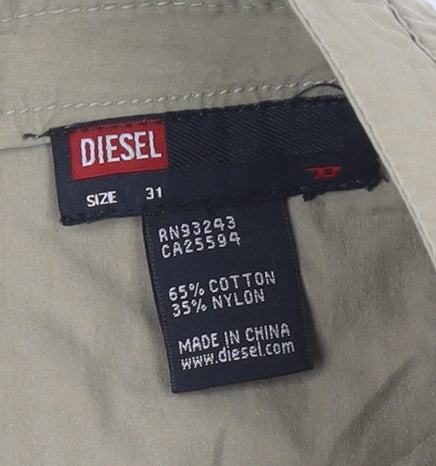 DIESEL
SIZE 31
RN93243
CA25594
65% COTTON
35% NYLON
MADE IN CHINA
www.diesel.com